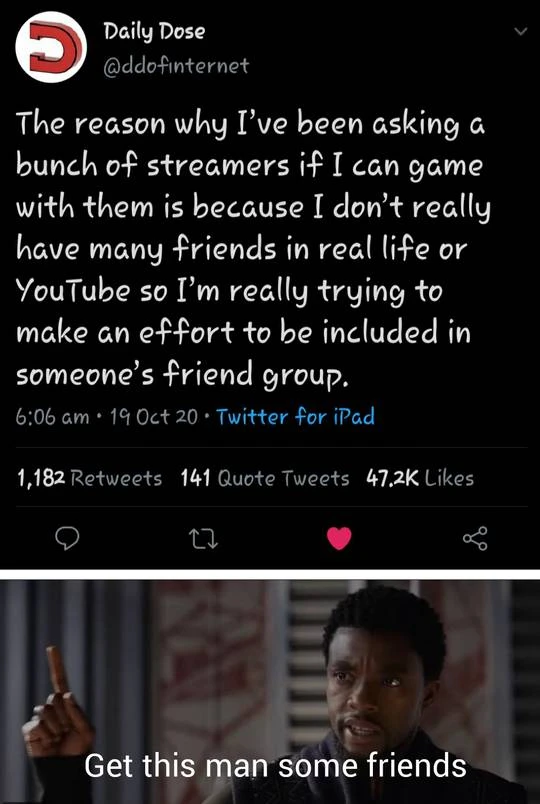 Daily Dose
@ddofinternet
The reason why I've been asking a
bunch of streamers if I can game
with them is because I don't really
have many friends in real life or
YouTube so I'm really trying to
make an effort to be included in
someone's friend group.
6:06 am • 19 Oct 20 • Twitter for iPad
1,182 Retweets 141 Quote Tweets 47.2K Likes
Get this man some friends